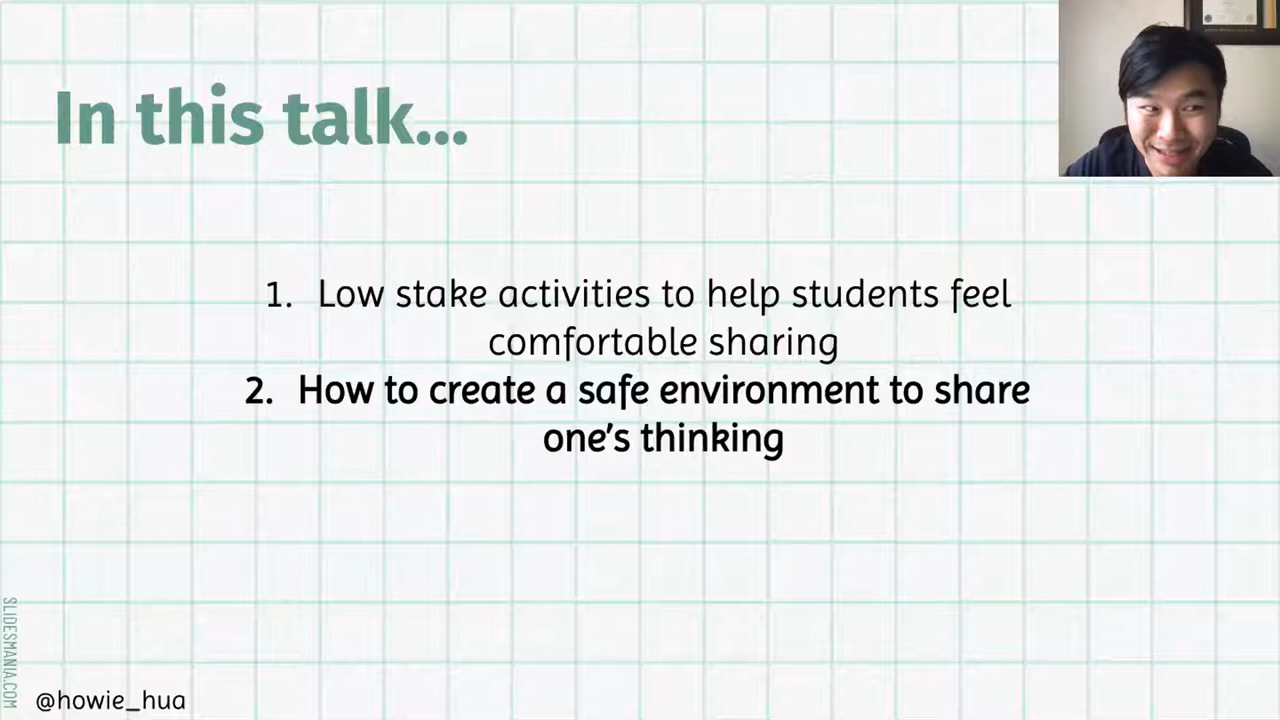 In this talk...
1. Low stake activities to help students feel
comfortable sharing
2. How to create a safe environment to share
one's thinking
SLIDESMANIA.COM
@howie_hua